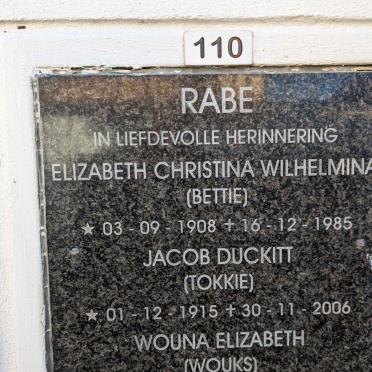 110
RABE
IN LIEFDEVOLLE HERINNERING
ELIZABETH CHRISTINA WILHELMINA
(BETTIE)
★ 03 - 09 - 1908 + 16 - 12 - 1985
JACOB DUCKITT
(TOKKIE)
★ 01 - 12 - 1915 + 30 - 11 - 2006
WOUNA ELIZABETH
(WOUKS)